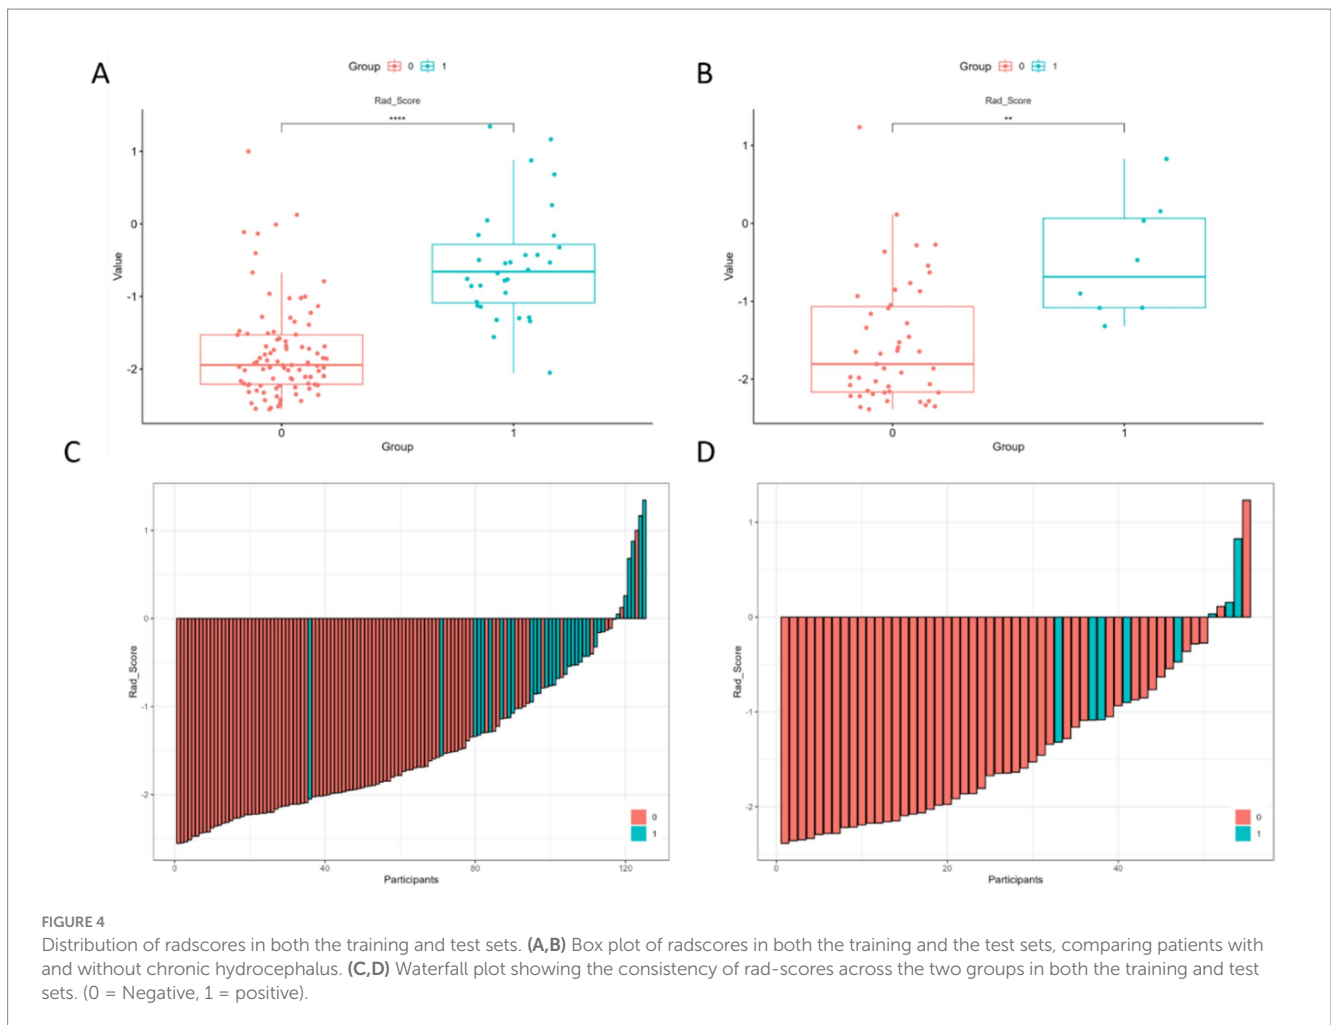 A
Group 0 1
Rad_Score
****
1
0
-1
-2
Value
0 1
Group
B
Group 0 1
Rad_Score
**
1
0
-1
-2
Value
0 1
Group
C
1
0
-1
-2
Rad_Score
0
1
0 40 80 120
Participants
D
1
0
-1
-2
Rad_Score
0
1
0 20 40
Participants
FIGURE 4
Distribution of radscores in both the training and test sets. (A,B) Box plot of radscores in both the training and the test sets, comparing patients with
and without chronic hydrocephalus. (C,D) Waterfall plot showing the consistency of rad-scores across the two groups in both the training and test
sets. (0 = Negative, 1 = positive).